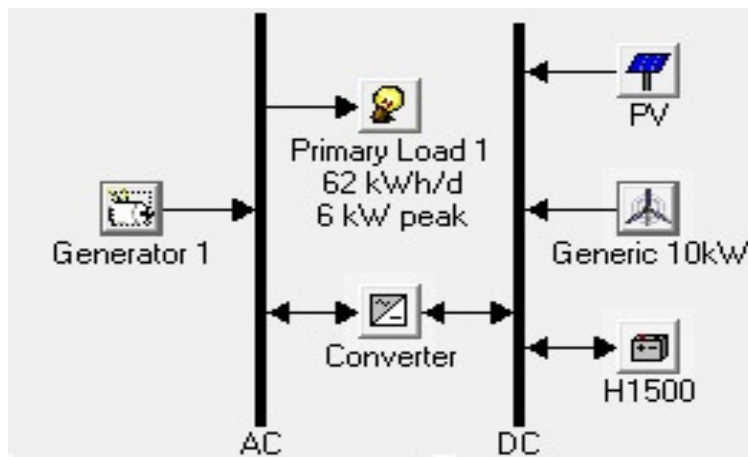 Primary Load 1
62 kWh/d
6 kW peak
Generator 1
Converter
PV
Generic 10kW
H1500
AC
DC